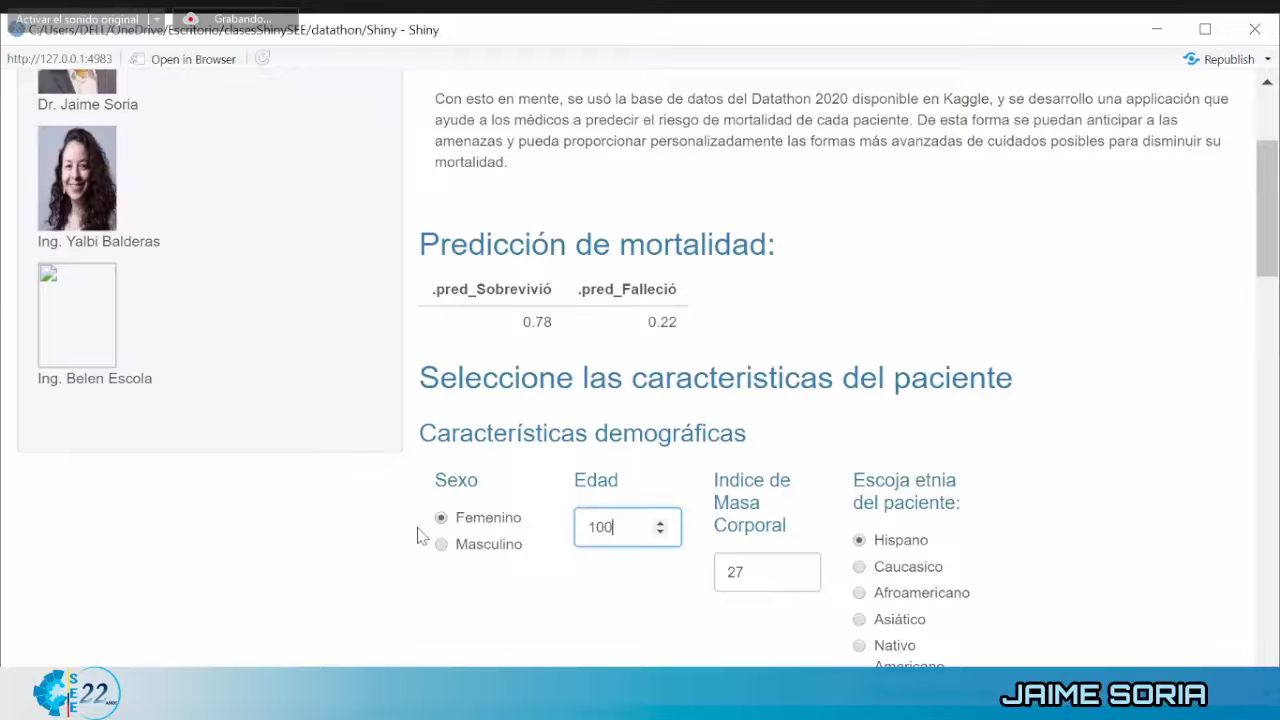 Activar el sonido original
Grabando...
C:/Users/DELL/OneDrive/Escritorio/clasesShinySEE/datathon/Shiny - Shiny
http://127.0.0.1:4983
Open in Browser
Republish
Dr. Jaime Soria
Ing. Yalbi Balderas
Ing. Belen Escola
Con esto en mente, se usó la base de datos del Datathon 2020 disponible en Kaggle, y se desarrollo una applicación que
ayude a los médicos a predecir el riesgo de mortalidad de cada paciente. De esta forma se puedan anticipar a las
amenazas y pueda proporcionar personalizadamente las formas más avanzadas de cuídados posibles para dismunir su
mortalidad.
Predicción de mortalidad:
.pred_Sobrevivió .pred_Falleció
0.78 0.22
Seleccione las caracteristicas del paciente
Características demográficas
Sexo
Femenino
Masculino
Edad
100
Indice de
Masa
Corporal
27
Escoja etnia
del paciente:
Hispano
Caucasico
Afroamericano
Asiático
Nativo
Americano
SEE
22
AÑOS
JAIME SORIA